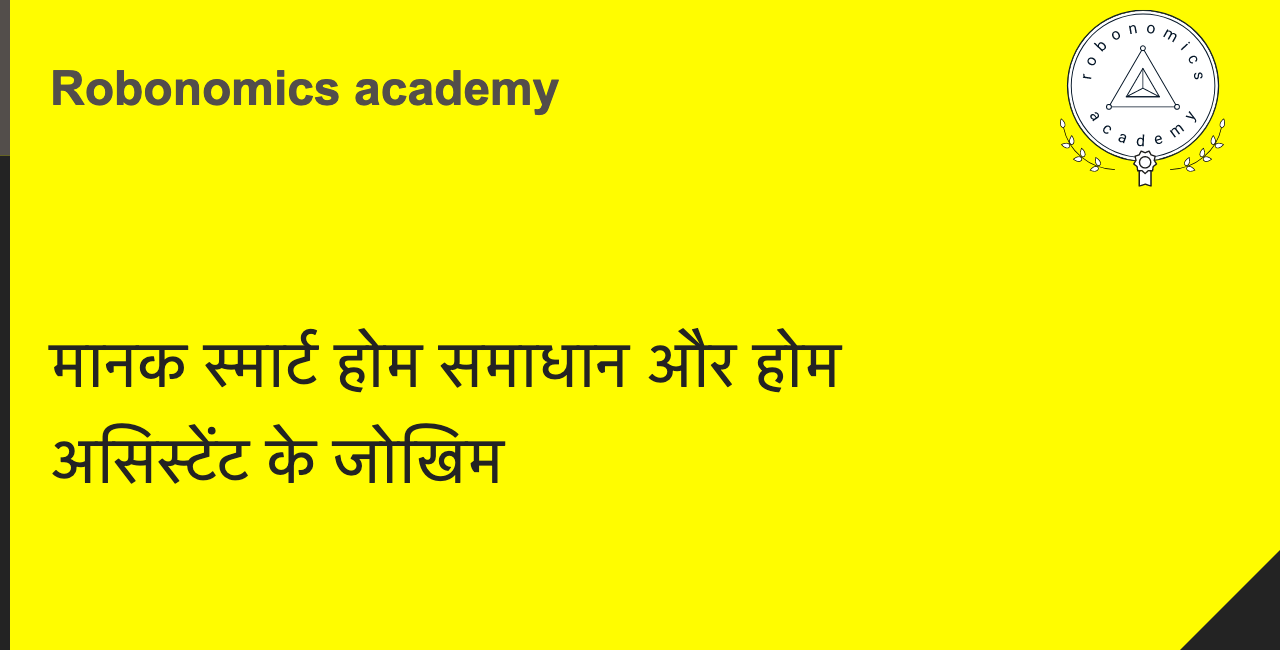 Robonomics academy
robonomics
academy
मानक स्मार्ट होम समाधान और होम
असिस्टेंट के जोखिम